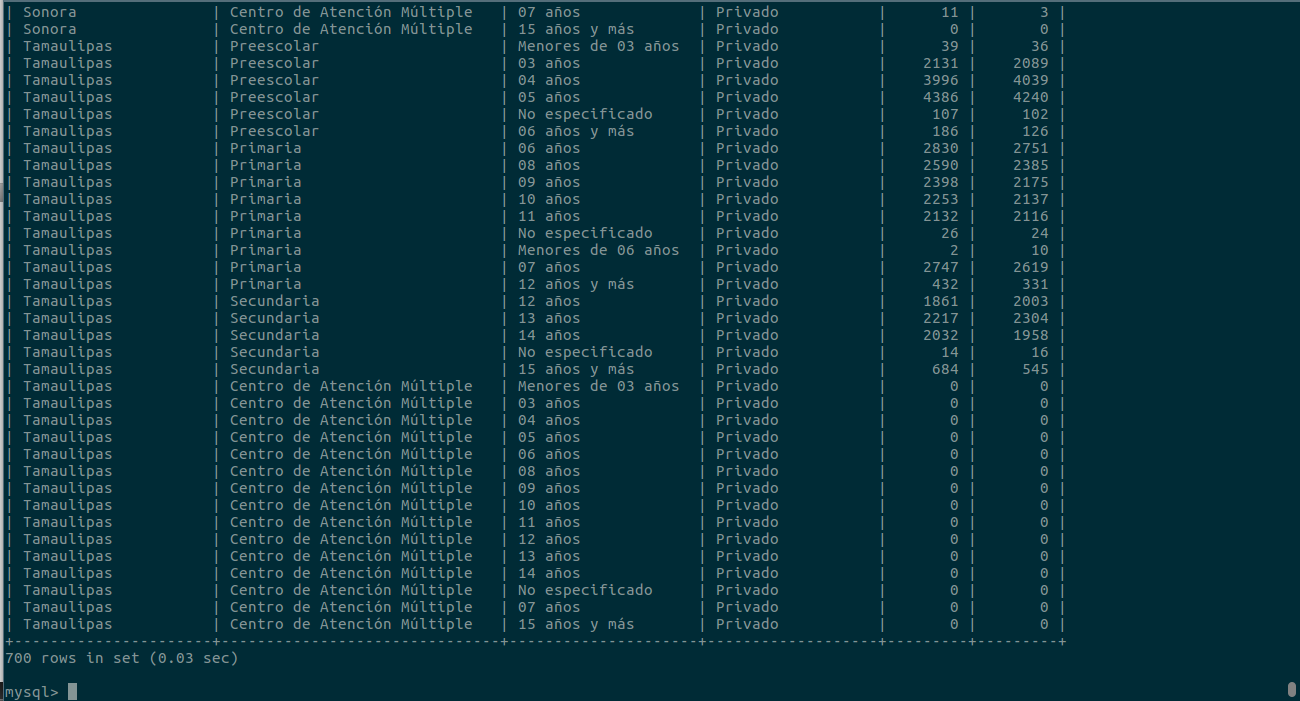 | Sonora | Centro de Atención Múltiple | 07 años | Privado | 11 | 3 |
| Sonora | Centro de Atención Múltiple | 15 años y más | Privado | 0 | 0 |
| Tamaulipas | Preescolar | Menores de 03 años | Privado | 39 | 36 |
| Tamaulipas | Preescolar | 03 años | Privado | 2131 | 2089 |
| Tamaulipas | Preescolar | 04 años | Privado | 3996 | 4039 |
| Tamaulipas | Preescolar | 05 años | Privado | 4386 | 4240 |
| Tamaulipas | Preescolar | No especificado | Privado | 107 | 102 |
| Tamaulipas | Preescolar | 06 años y más | Privado | 186 | 126 |
| Tamaulipas | Primaria | 06 años | Privado | 2830 | 2751 |
| Tamaulipas | Primaria | 08 años | Privado | 2590 | 2385 |
| Tamaulipas | Primaria | 09 años | Privado | 2398 | 2175 |
| Tamaulipas | Primaria | 10 años | Privado | 2253 | 2137 |
| Tamaulipas | Primaria | 11 años | Privado | 2132 | 2116 |
| Tamaulipas | Primaria | No especificado | Privado | 26 | 24 |
| Tamaulipas | Primaria | Menores de 06 años | Privado | 2 | 10 |
| Tamaulipas | Primaria | 07 años | Privado | 2747 | 2619 |
| Tamaulipas | Primaria | 12 años y más | Privado | 432 | 331 |
| Tamaulipas | Secundaria | 12 años | Privado | 1861 | 2003 |
| Tamaulipas | Secundaria | 13 años | Privado | 2217 | 2304 |
| Tamaulipas | Secundaria | 14 años | Privado | 2032 | 1958 |
| Tamaulipas | Secundaria | No especificado | Privado | 14 | 16 |
| Tamaulipas | Secundaria | 15 años y más | Privado | 684 | 545 |
| Tamaulipas | Centro de Atención Múltiple | Menores de 03 años | Privado | 0 | 0 |
| Tamaulipas | Centro de Atención Múltiple | 03 años | Privado | 0 | 0 |
| Tamaulipas | Centro de Atención Múltiple | 04 años | Privado | 0 | 0 |
| Tamaulipas | Centro de Atención Múltiple | 05 años | Privado | 0 | 0 |
| Tamaulipas | Centro de Atención Múltiple | 06 años | Privado | 0 | 0 |
| Tamaulipas | Centro de Atención Múltiple | 08 años | Privado | 0 | 0 |
| Tamaulipas | Centro de Atención Múltiple | 09 años | Privado | 0 | 0 |
| Tamaulipas | Centro de Atención Múltiple | 10 años | Privado | 0 | 0 |
| Tamaulipas | Centro de Atención Múltiple | 11 años | Privado | 0 | 0 |
| Tamaulipas | Centro de Atención Múltiple | 12 años | Privado | 0 | 0 |
| Tamaulipas | Centro de Atención Múltiple | 13 años | Privado | 0 | 0 |
| Tamaulipas | Centro de Atención Múltiple | 14 años | Privado | 0 | 0 |
| Tamaulipas | Centro de Atención Múltiple | No especificado | Privado | 0 | 0 |
| Tamaulipas | Centro de Atención Múltiple | 07 años | Privado | 0 | 0 |
| Tamaulipas | Centro de Atención Múltiple | 15 años y más | Privado | 0 | 0 |
+----------------------+-------------------------------+---------------------+-------------------+---------+---------+
700 rows in set (0.03 sec)
mysql>